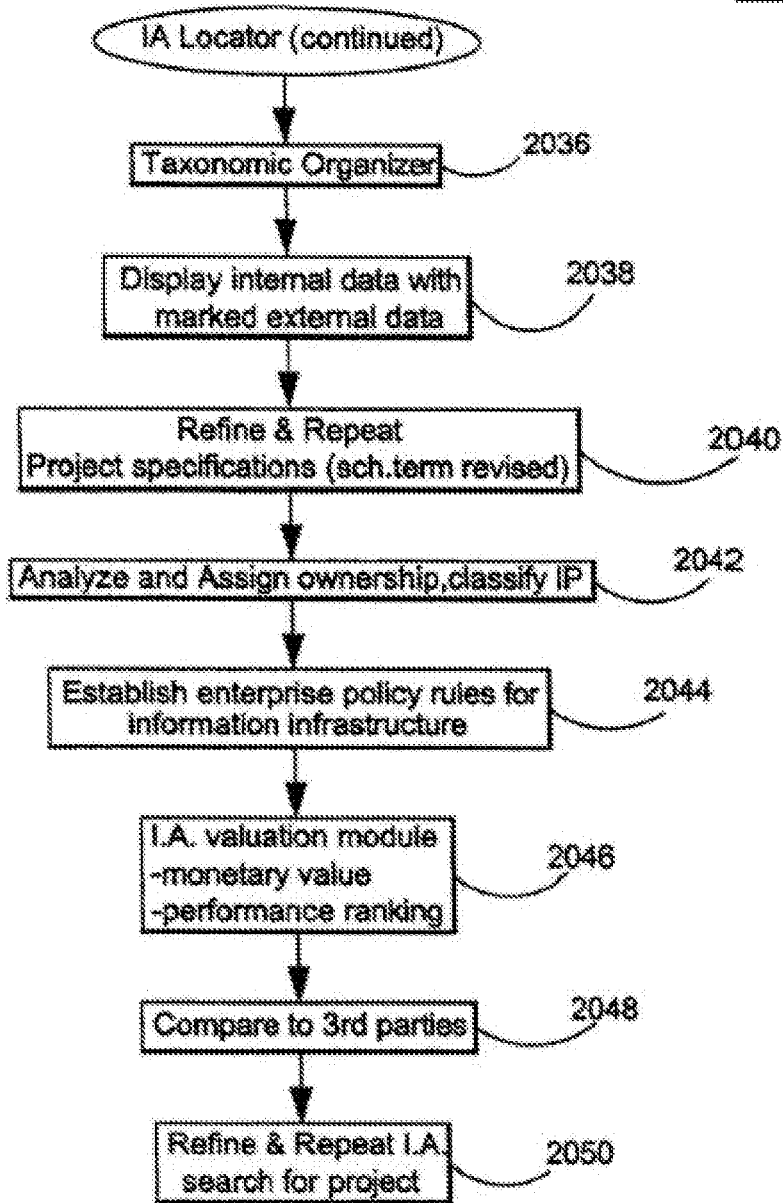 IA Locator (continued)
Taxonomic Organizer
2036
Display internal data with
marked external data
2038
Refine & Repeat
Project specifications (sch.term revised)
2040
Analyze and Assign ownership,classify IP
2042
Establish enterprise policy rules for
information infrastructure
2044
I.A. valuation module
-monetary value
-performance ranking
2046
Compare to 3rd parties
2048
Refine & Repeat I.A.
search for project
2050